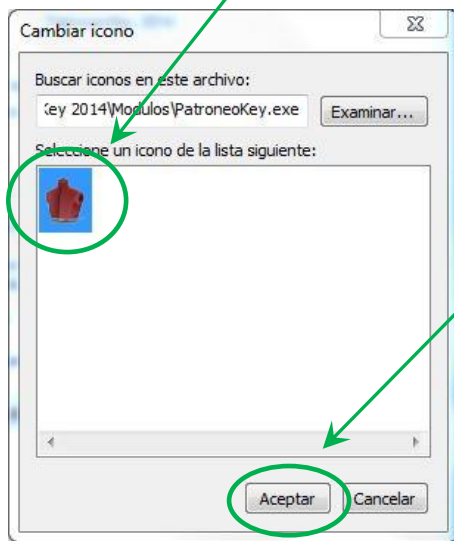 Cambiar icono
Buscar iconos en este archivo:
Key 2014\Modulos\PatroneoKey.exe
Examinar...
Seleccione un icono de la lista siguiente:
Aceptar
Cancelar